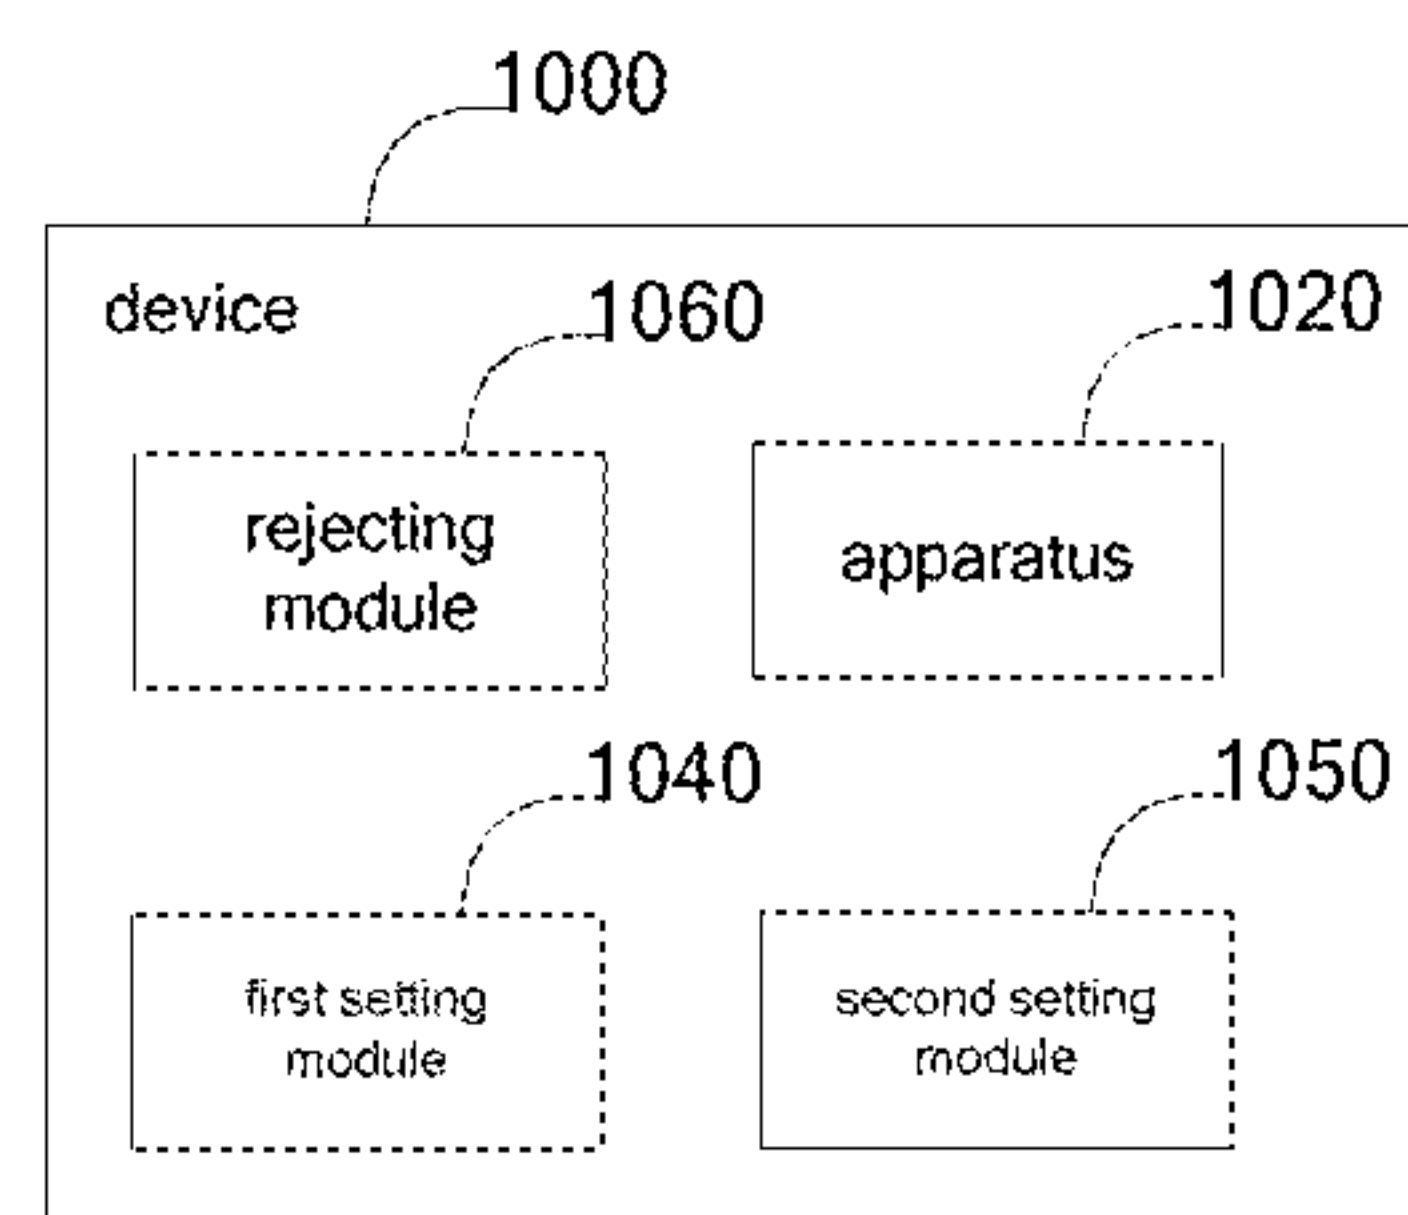 1000
device
1060
1020
rejecting
module
apparatus
1040
1050
first setting
module
second setting
module